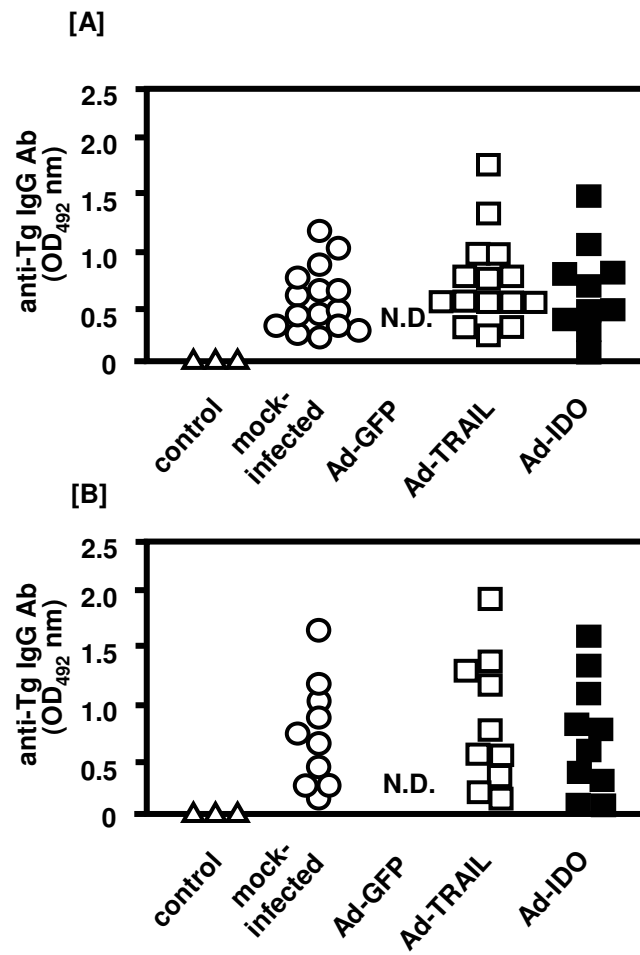 [A]
anti-Tg IgG Ab
(OD492 nm)
2.5
2.0
1.5
1.0
0.5
0
N.D.
control
mock-
infected
Ad-GFP
Ad-TRAIL
Ad-IDO
[B]
anti-Tg IgG Ab
(OD492 nm)
2.5
2.0
1.5
1.0
0.5
0
N.D.
control
mock-
infected
Ad-GFP
Ad-TRAIL
Ad-IDO